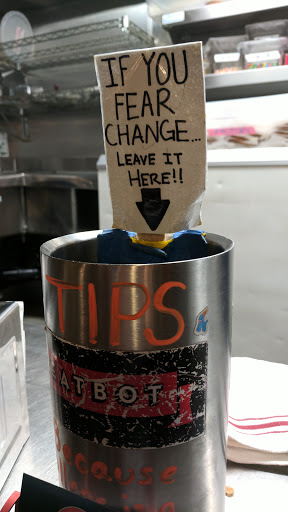 IF YOU
FEAR
CHANGE...
LEAVE IT
HERE!!
TIPS
EATBOT
Because